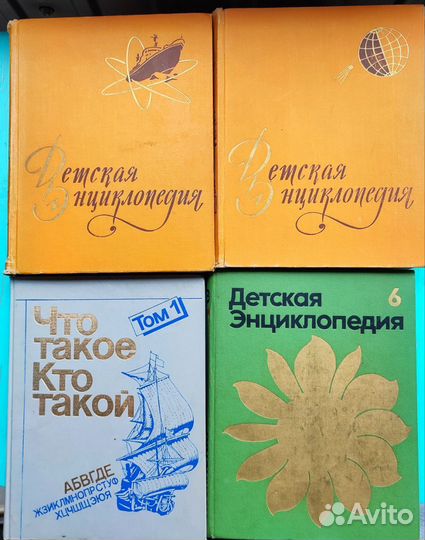 Детская
Энциклопедия
Детская
Энциклопедия
Что
такое
Кто
такой
Том 1
АБВГДЕ
ЖЗИКЛМНОПРСТУФ
ХЦЧШЩЭЮЯ
Детская 6
Энциклопедия
Avito